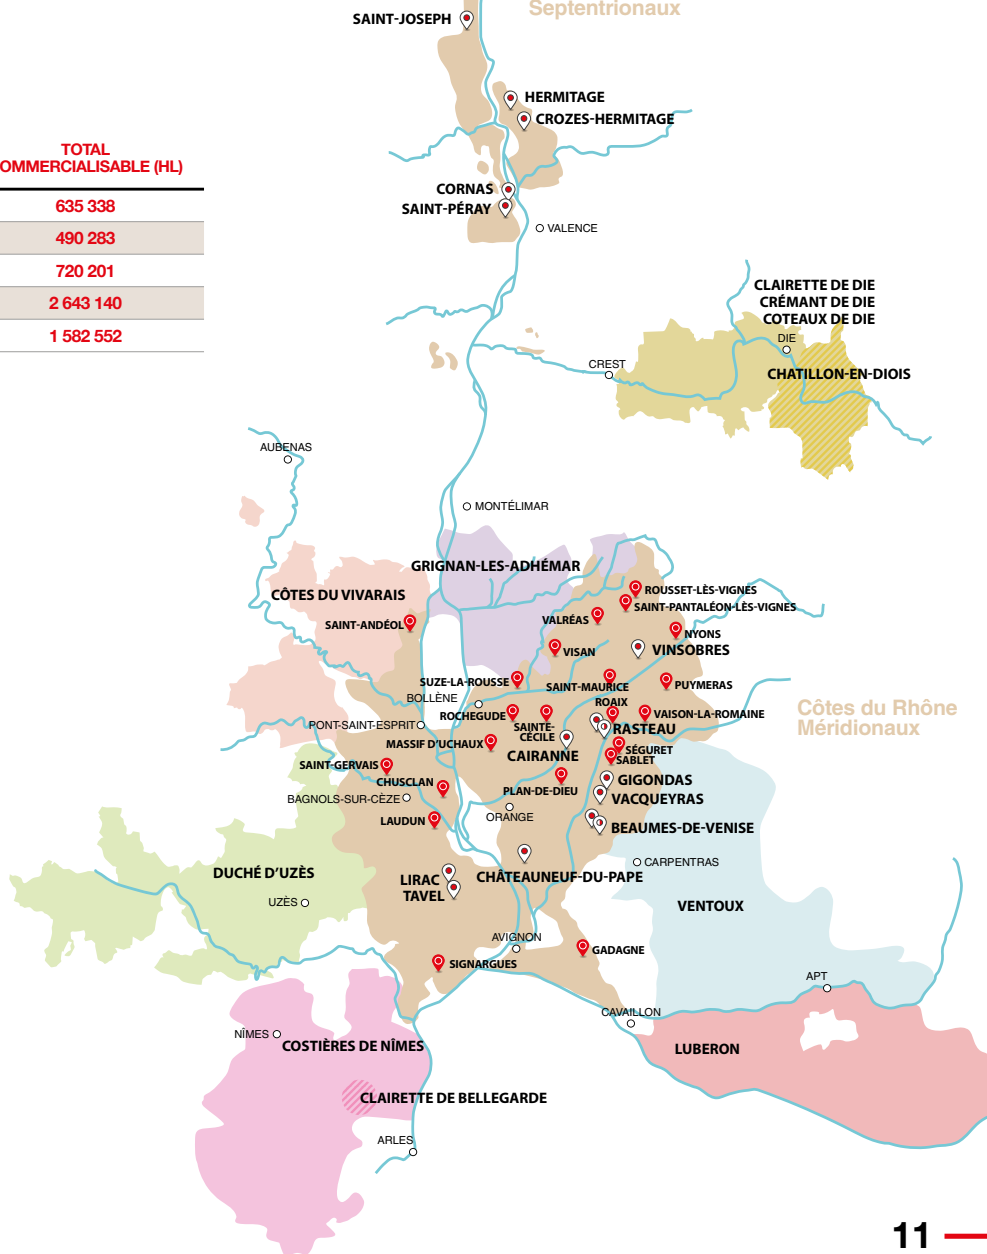 Septentrionaux
SAINT-JOSEPH
HERMITAGE
CROZES-HERMITAGE
TOTAL
OMMERCIALISABLE (HL)
635 338
490 283
720 201
2 643 140
1 582 552
CORNAS
SAINT-PÉRAY
VALENCE
CLAIRETTE DE DIE
CRÉMANT DE DIE
COTEAUX DE DIE
DIE
CREST
CHATILLON-EN-DIOIS
AUBENAS
MONTÉLIMAR
GRIGNAN-LES-ADHÉMAR
CÔTES DU VIVARAIS
ROUSSET-LÈS-VIGNES
SAINT-PANTALÉON-LÈS-VIGNES
VALRÉAS
SAINT-ANDÉOL
NYONS
VINSOBRES
VISAN
SUZE-LA-ROUSSE
SAINT-MAURICE
PUYMERAS
BOLLÈNE
ROAIX
Côtes du Rhône
Méridionaux
ROCHEGUDE
VAISON-LA-ROMAINE
PONT-SAINT-ESPRIT
SAINTE-
CÉCILE
RASTEAU
MASSIF D'UCHAUX
CAIRANNE
SÉGURET
SABLET
SAINT-GERVAIS
CHUSCLAN
GIGONDAS
PLAN-DE-DIEU
VACQUEYRAS
BAGNOLS-SUR-CÈZE
ORANGE
LAUDUN
BEAUMES-DE-VENISE
CARPENTRAS
DUCHÉ D'UZÈS
LIRAC
TAVEL
CHÂTEAUNEUF-DU-PAPE
UZÈS
VENTOUX
AVIGNON
GADAGNE
SIGNARGUES
APT
CAVAILLON
NÎMES
COSTIÈRES DE NÎMES
LUBERON
CLAIRETTE DE BELLEGARDE
ARLES
11